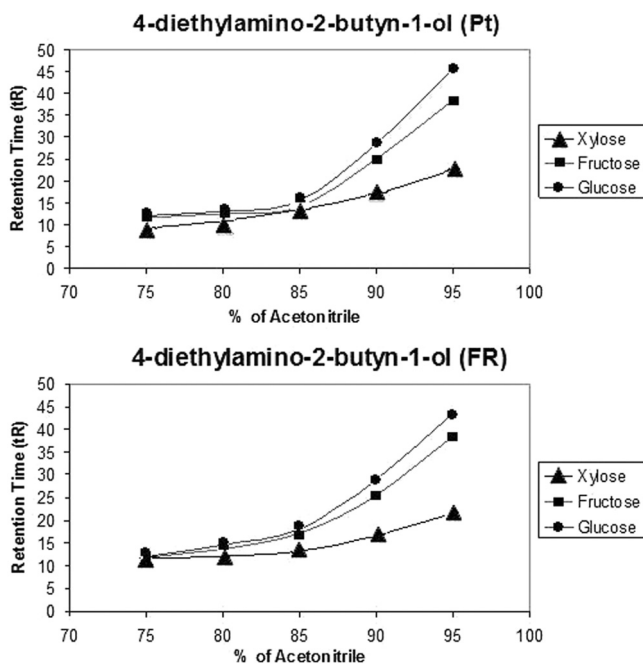 4-diethylamino-2-butyn-1-ol (Pt)
50
45
40
35
30
25
20
15
10
5
0
Retention Time (tR)
70 75 80 85 90 95 100
% of Acetonitrile
Xylose
Fructose
Glucose
4-diethylamino-2-butyn-1-ol (FR)
50
45
40
35
30
25
20
15
10
5
0
Retention Time (tR)
70 75 80 85 90 95 100
% of Acetonitrile
Xylose
Fructose
Glucose